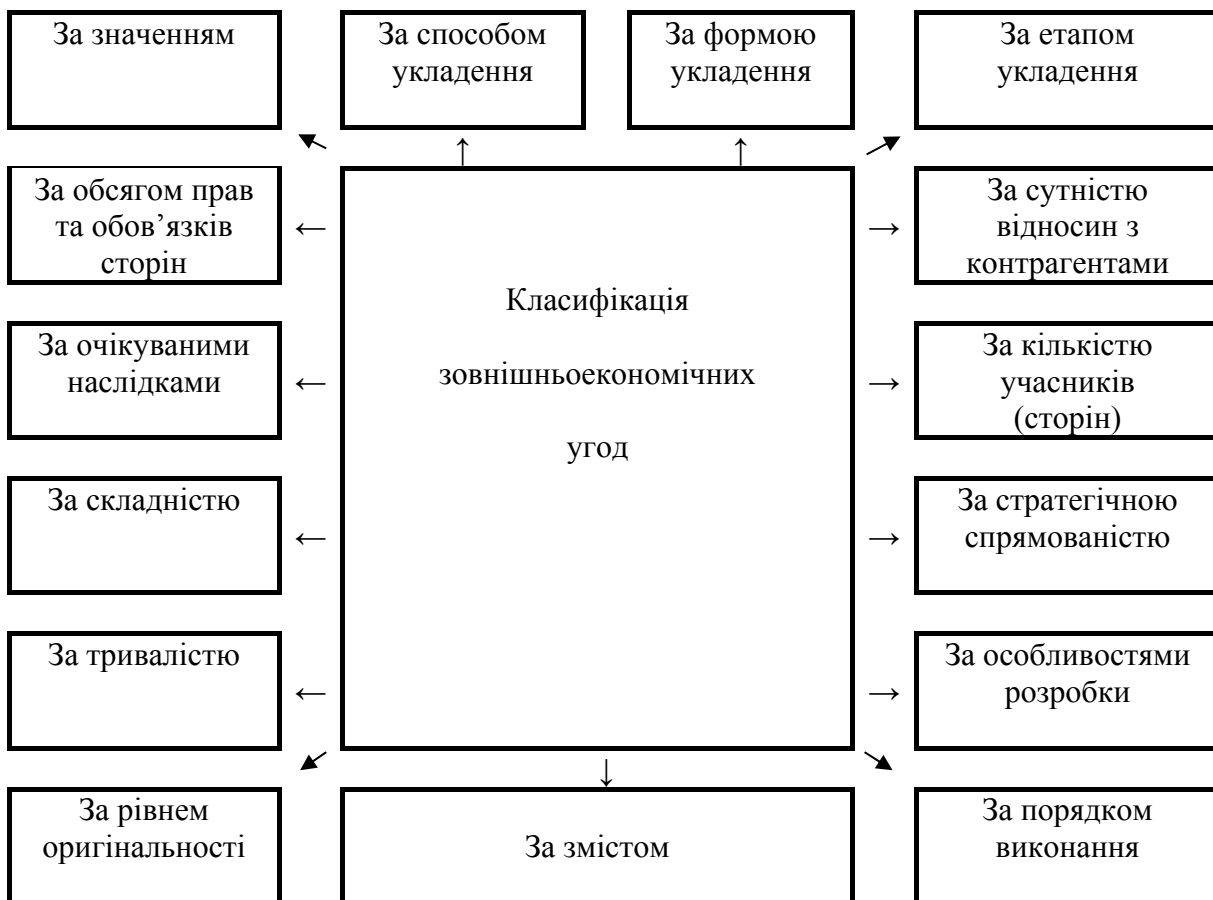 За значенням
За способом
укладення
За формою
укладення
За етапом
укладення
За обсягом прав
та обов’язків
сторін
←
↑
↑
→
За сутністю
відносин з
контрагентами
Класифікація
зовнішньоекономічних
угод
За очікуваними
наслідками
←
→
За кількістю
учасників
(сторін)
За складністю
←
→
За стратегічною
спрямованістю
За тривалістю
←
→
За особливостями
розробки
За рівнем
оригінальності
↓
За змістом
За порядком
виконання